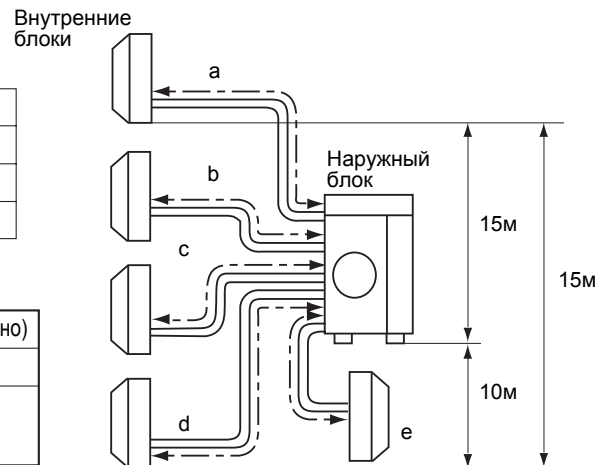 Внутренние
блоки
a
b
Наружный
блок
c
15м
15м
но)
10м
d
e